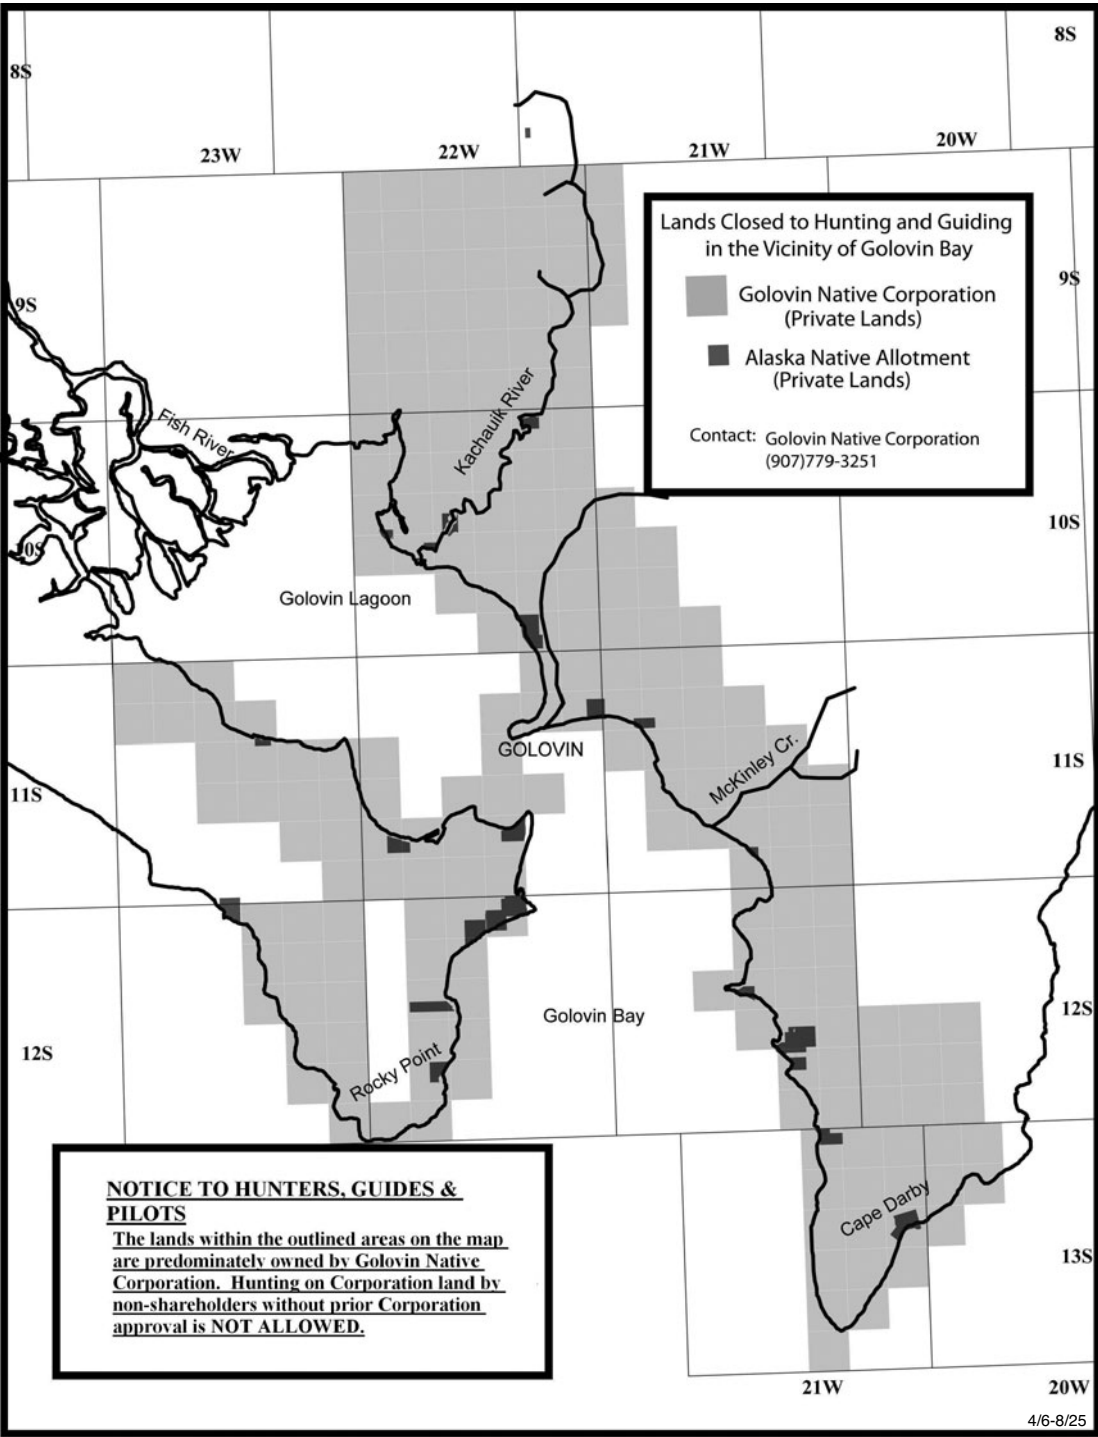 8S
8S
23W
22W
21W
20W
Lands Closed to Hunting and Guiding
in the Vicinity of Golovin Bay
Golovin Native Corporation
(Private Lands)
Alaska Native Allotment
(Private Lands)
Contact: Golovin Native Corporation
(907)779-3251
9S
9S
Fish River
Kachauik River
10S
10S
Golovin Lagoon
GOLOVIN
McKinley Cr.
11S
11S
Golovin Bay
12S
12S
Rocky Point
NOTICE TO HUNTERS, GUIDES &
PILOTS
The lands within the outlined areas on the map
are predominately owned by Golovin Native
Corporation. Hunting on Corporation land by
non-shareholders without prior Corporation
approval is NOT ALLOWED.
Cape Darby
13S
21W
20W
4/6-8/25